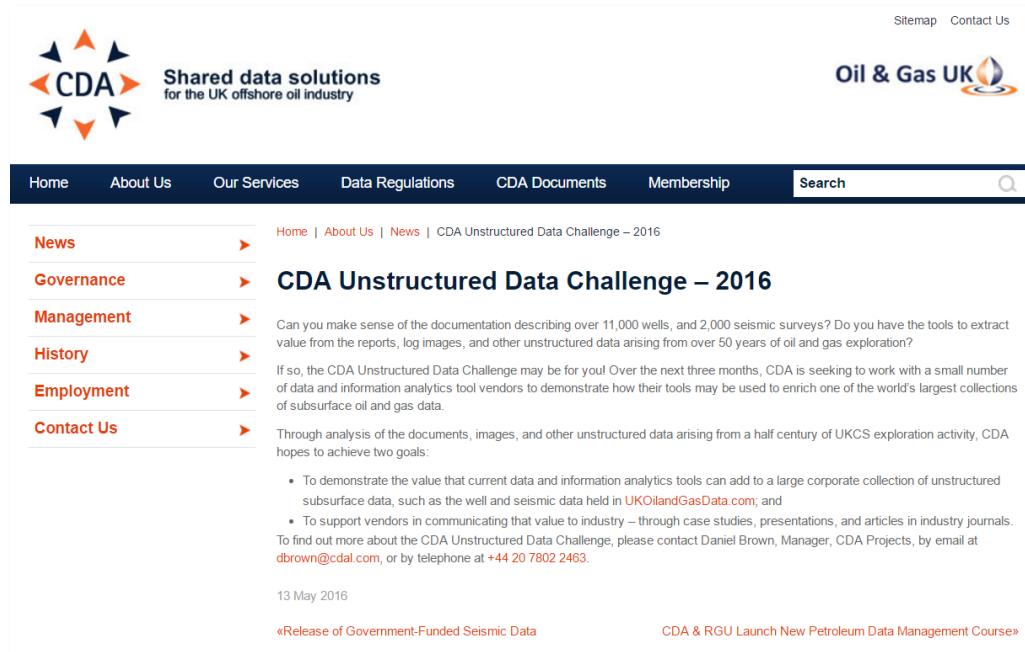 Sitemap Contact Us
CDA
Shared data solutions
for the UK offshore oil industry
Oil & Gas UK
Home About Us Our Services Data Regulations CDA Documents Membership Search
News
Governance
Management
History
Employment
Contact Us
Home | About Us | News | CDA Unstructured Data Challenge – 2016
CDA Unstructured Data Challenge – 2016
Can you make sense of the documentation describing over 11,000 wells, and 2,000 seismic surveys? Do you have the tools to extract
value from the reports, log images, and other unstructured data arising from over 50 years of oil and gas exploration?
If so, the CDA Unstructured Data Challenge may be for you! Over the next three months, CDA is seeking to work with a small number
of data and information analytics tool vendors to demonstrate how their tools may be used to enrich one of the world's largest collections
of subsurface oil and gas data.
Through analysis of the documents, images, and other unstructured data arising from a half century of UKCS exploration activity, CDA
hopes to achieve two goals:
• To demonstrate the value that current data and information analytics tools can add to a large corporate collection of unstructured
subsurface data, such as the well and seismic data held in UKOilandGasData.com; and
• To support vendors in communicating that value to industry – through case studies, presentations, and articles in industry journals.
To find out more about the CDA Unstructured Data Challenge, please contact Daniel Brown, Manager, CDA Projects, by email at
dbrown@cdal.com, or by telephone at +44 20 7802 2463.
13 May 2016
«Release of Government-Funded Seismic Data CDA & RGU Launch New Petroleum Data Management Course»